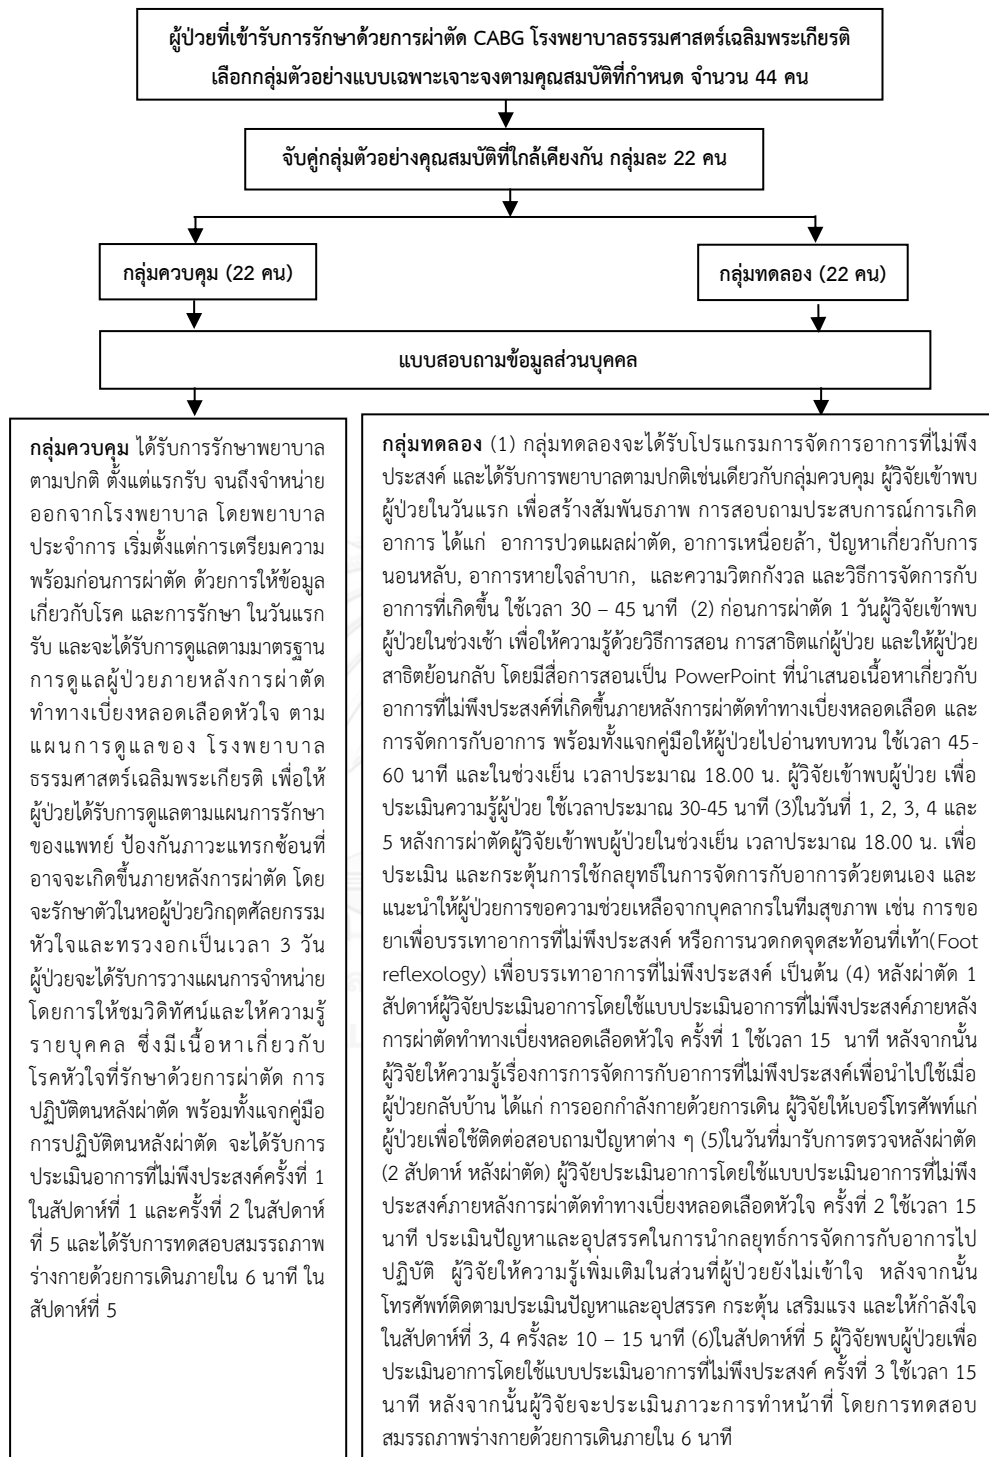 ผู้ป่วยที่เข้ารับการรักษาด้วยการผ่าตัด CABG โรงพยาบาลธรรมศาสตร์เฉลิมพระเกียรติ
เลือกกลุ่มตัวอย่างแบบเฉพาะเจาะจงตามคุณสมบัติที่กำหนด จำนวน 44 คน
จับคู่กลุ่มตัวอย่างคุณสมบัติที่ใกล้เคียงกัน กลุ่มละ 22 คน
กลุ่มควบคุม (22 คน)
กลุ่มทดลอง (22 คน)
แบบสอบถามข้อมูลส่วนบุคคล
กลุ่มควบคุม ได้รับการรักษาพยาบาล
ตามปกติ ตั้งแต่แรกรับ จนถึงจำหน่าย
ออกจากโรงพยาบาล โดยพยาบาล
ประจำการ เริ่มตั้งแต่การเตรียมความ
พร้อมก่อนการผ่าตัด ด้วยการให้ข้อมูล
เกี่ยวกับโรค และการรักษา ในวันแรก
รับ และจะได้รับการดูแลตามมาตรฐาน
การดูแลผู้ป่วยภายหลังการผ่าตัด
ทำทางเบี่ยงหลอดเลือดหัวใจ ตาม
แผนการดูแลของ โรงพยาบาล
ธรรมศาสตร์เฉลิมพระเกียรติ เพื่อให้
ผู้ป่วยได้รับการดูแลตามแผนการรักษา
ของแพทย์ ป้องกันภาวะแทรกซ้อนที่
อาจจะเกิดขึ้นภายหลังการผ่าตัด โดย
จะรักษาตัวในหอผู้ป่วยวิกฤตศัลยกรรม
หัวใจและทรวงอกเป็นเวลา 3 วัน
ผู้ป่วยจะได้รับการวางแผนการจำหน่าย
โดยการให้ชมวิดิทัศน์และให้ความรู้
รายบุคคล ซึ่งมีเนื้อหาเกี่ยวกับ
โรคหัวใจที่รักษาด้วยการผ่าตัด การ
ปฏิบัติตนหลังผ่าตัด พร้อมทั้งแจกคู่มือ
การปฏิบัติตนหลังผ่าตัด จะได้รับการ
ประเมินอาการที่ไม่พึงประสงค์ครั้งที่ 1
ในสัปดาห์ที่ 1 และครั้งที่ 2 ในสัปดาห์
ที่ 5 และได้รับการทดสอบสมรรถภาพ
ร่างกายด้วยการเดินภายใน 6 นาที ใน
สัปดาห์ที่ 5
กลุ่มทดลอง (1) กลุ่มทดลองจะได้รับโปรแกรมการจัดการอาการที่ไม่พึง
ประสงค์ และได้รับการพยาบาลตามปกติเช่นเดียวกับกลุ่มควบคุม ผู้วิจัยเข้าพบ
ผู้ป่วยในวันแรก เพื่อสร้างสัมพันธภาพ การสอบถามประสบการณ์การเกิด
อาการ ได้แก่ อาการปวดแผลผ่าตัด, อาการเหนื่อยล้า, ปัญหาเกี่ยวกับการ
นอนหลับ, อาการหายใจลำบาก, และความวิตกกังวล และวิธีการจัดการกับ
อาการที่เกิดขึ้น ใช้เวลา 30 – 45 นาที (2) ก่อนการผ่าตัด 1 วันผู้วิจัยเข้าพบ
ผู้ป่วยในช่วงเช้า เพื่อให้ความรู้ด้วยวิธีการสอน การสาธิตแก่ผู้ป่วย และให้ผู้ป่วย
สาธิตย้อนกลับ โดยมีสื่อการสอนเป็น PowerPoint ที่นำเสนอเนื้อหาเกี่ยวกับ
อาการที่ไม่พึงประสงค์ที่เกิดขึ้นภายหลังการผ่าตัดทำทางเบี่ยงหลอดเลือด และ
การจัดการกับอาการ พร้อมทั้งแจกคู่มือให้ผู้ป่วยไปอ่านทบทวน ใช้เวลา 45-
60 นาที และในช่วงเย็น เวลาประมาณ 18.00 น. ผู้วิจัยเข้าพบผู้ป่วย เพื่อ
ประเมินความรู้ผู้ป่วย ใช้เวลาประมาณ 30-45 นาที (3)ในวันที่ 1, 2, 3, 4 และ
5 หลังการผ่าตัดผู้วิจัยเข้าพบผู้ป่วยในช่วงเย็น เวลาประมาณ 18.00 น. เพื่อ
ประเมิน และกระตุ้นการใช้กลยุทธ์ในการจัดการกับอาการด้วยตนเอง และ
แนะนำให้ผู้ป่วยการขอความช่วยเหลือจากบุคลากรในทีมสุขภาพ เช่น การขอ
ยาเพื่อบรรเทาอาการที่ไม่พึงประสงค์ หรือการนวดกดจุดสะท้อนที่เท้า(Foot
reflexology) เพื่อบรรเทาอาการที่ไม่พึงประสงค์ เป็นต้น (4) หลังผ่าตัด 1
สัปดาห์ผู้วิจัยประเมินอาการโดยใช้แบบประเมินอาการที่ไม่พึงประสงค์ภายหลัง
การผ่าตัดทำทางเบี่ยงหลอดเลือดหัวใจ ครั้งที่ 1 ใช้เวลา 15 นาที หลังจากนั้น
ผู้วิจัยให้ความรู้เรื่องการการจัดการกับอาการที่ไม่พึงประสงค์เพื่อนำไปใช้เมื่อ
ผู้ป่วยกลับบ้าน ได้แก่ การออกกำลังกายด้วยการเดิน ผู้วิจัยให้เบอร์โทรศัพท์แก่
ผู้ป่วยเพื่อใช้ติดต่อสอบถามปัญหาต่าง ๆ (5)ในวันที่มารับการตรวจหลังผ่าตัด
(2 สัปดาห์ หลังผ่าตัด) ผู้วิจัยประเมินอาการโดยใช้แบบประเมินอาการที่ไม่พึง
ประสงค์ภายหลังการผ่าตัดทำทางเบี่ยงหลอดเลือดหัวใจ ครั้งที่ 2 ใช้เวลา 15
นาที ประเมินปัญหาและอุปสรรคในการนำกลยุทธ์การจัดการกับอาการไป
ปฏิบัติ ผู้วิจัยให้ความรู้เพิ่มเติมในส่วนที่ผู้ป่วยยังไม่เข้าใจ หลังจากนั้น
โทรศัพท์ติดตามประเมินปัญหาและอุปสรรค กระตุ้น เสริมแรง และให้กำลังใจ
ในสัปดาห์ที่ 3, 4 ครั้งละ 10 – 15 นาที (6)ในสัปดาห์ที่ 5 ผู้วิจัยพบผู้ป่วยเพื่อ
ประเมินอาการโดยใช้แบบประเมินอาการที่ไม่พึงประสงค์ ครั้งที่ 3 ใช้เวลา 15
นาที หลังจากนั้นผู้วิจัยจะประเมินภาวะการทำหน้าที่ โดยการทดสอบ
สมรรถภาพร่างกายด้วยการเดินภายใน 6 นาที